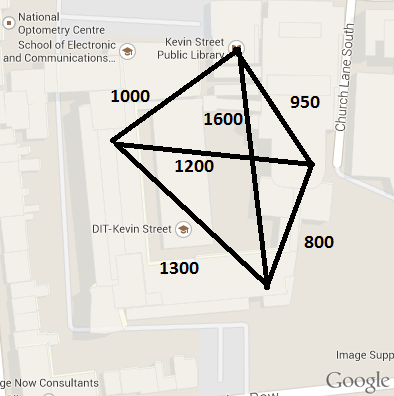 National
Optometry Centre
School of Electronic
and Communications...
Kevin Street
Public Library
Church Lane South
1000
950
1600
1200
DIT-Kevin Street
800
1300
Image Supp
Google
ge Now Consultants
Row